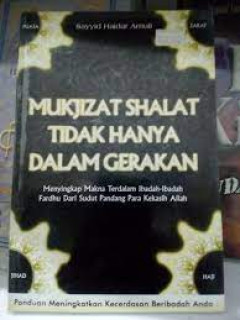 Sayyid Haidar Amuli
ZAKAT
MUKJIZAT SHALAT
TIDAK HANYA
DALAM GERAKAN
Menyingkap Makna Terdalam Ibadah-Ibadah
Fardhu Dari Sudut Pandang Para Kekasih Allah
JIHAD
HAJI
Panduan Meningkatkan Kecerdasan Beribadah Anda